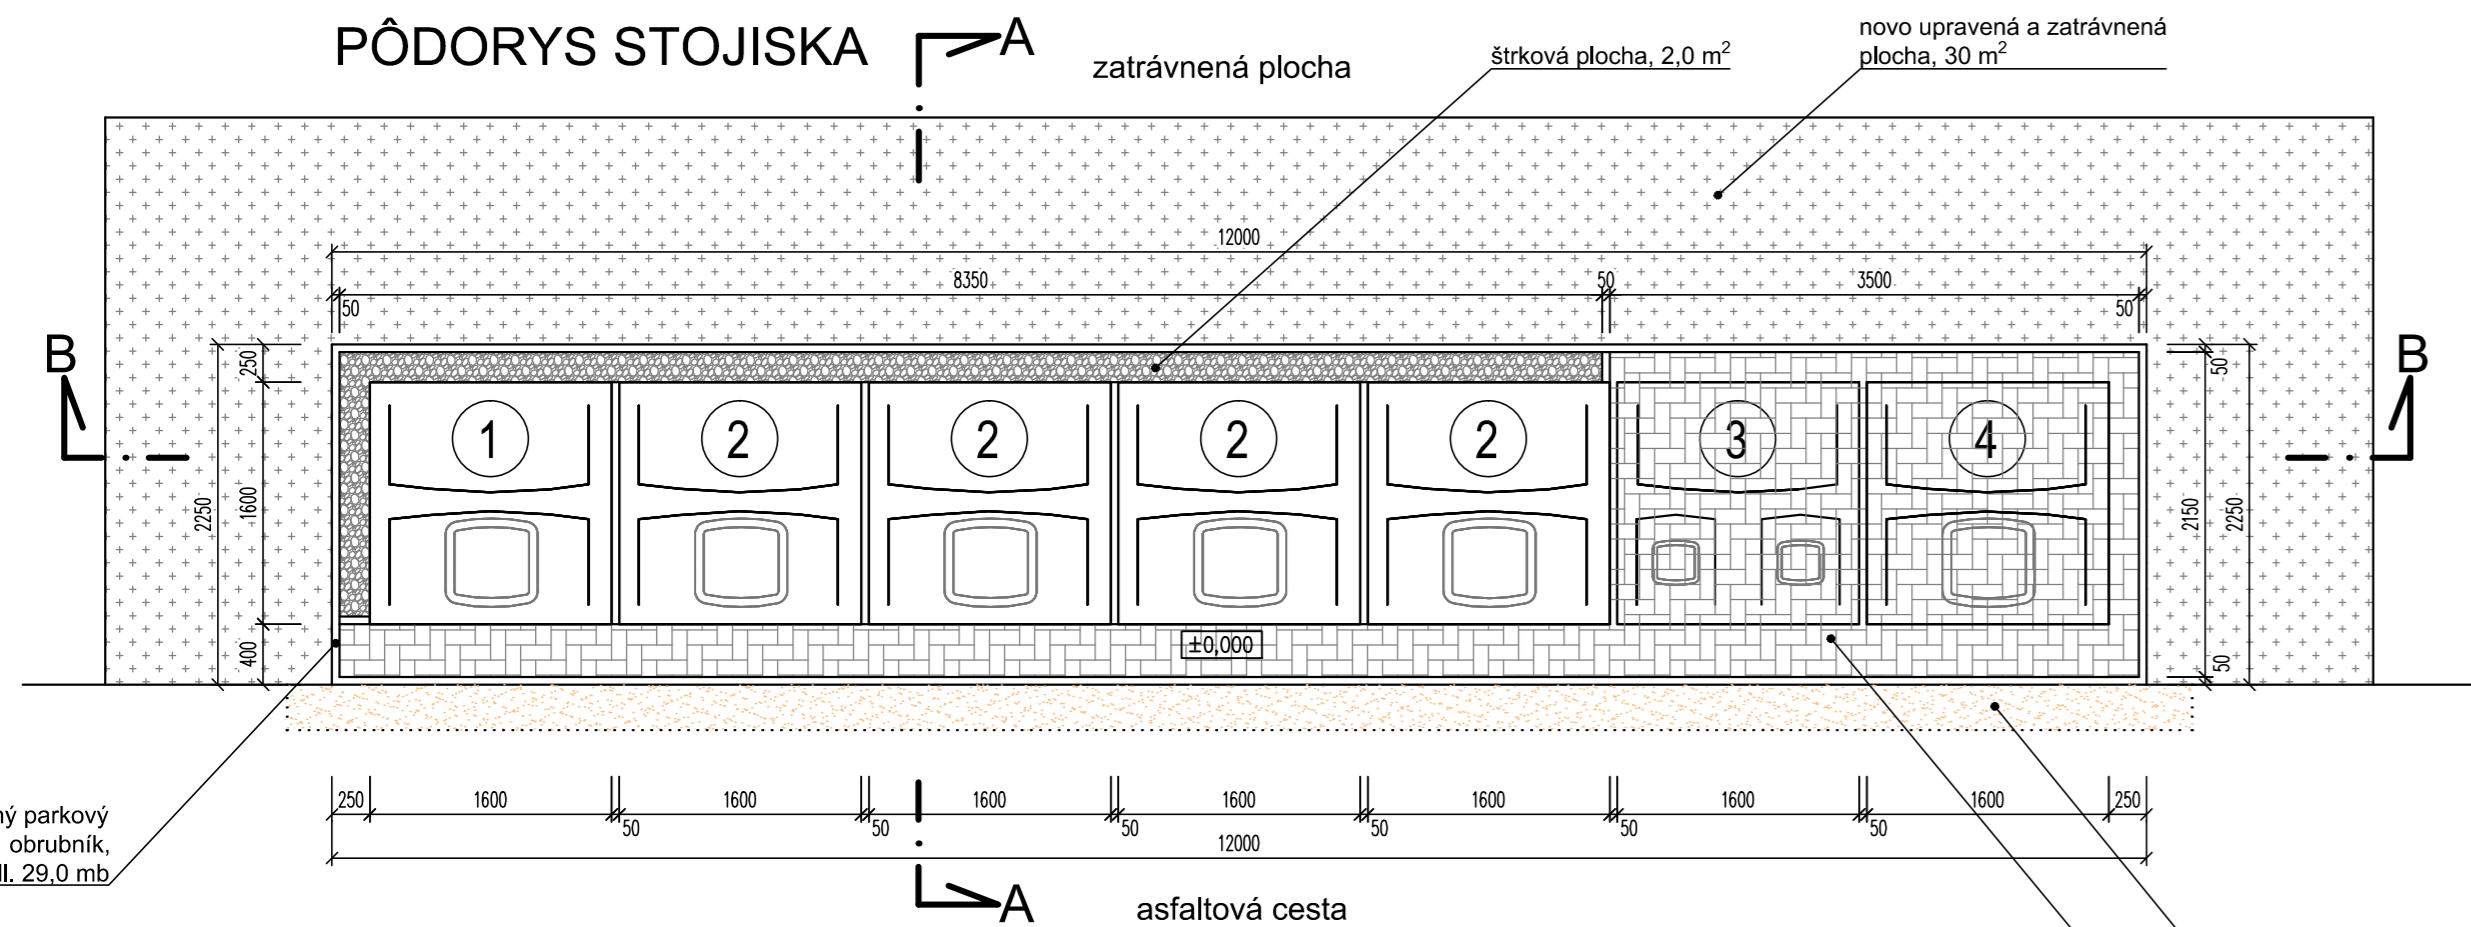 PÔDORYS STOJISKA
A
zatrávnená plocha
štrková plocha, 2,0 m²
novo upravená a zatrávnená
plocha, 30 m²
12000
8350
50
3500
50
50
B
B
250
1600
2250
400
50
2150
2250
50
1
2
2
2
2
3
4
±0,000
ný parkový
obrubník,
dl. 29,0 mb
250
1600
1600
1600
1600
1600
1600
1600
250
50
50
50
50
50
50
12000
A
asfaltová cesta